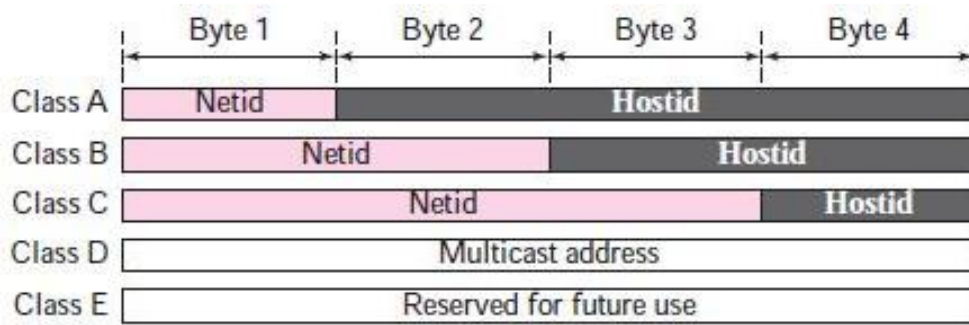 Byte 1 Byte 2 Byte 3 Byte 4
Class A Netid Hostid
Class B Netid Hostid
Class C Netid Hostid
Class D Multicast address
Class E Reserved for future use